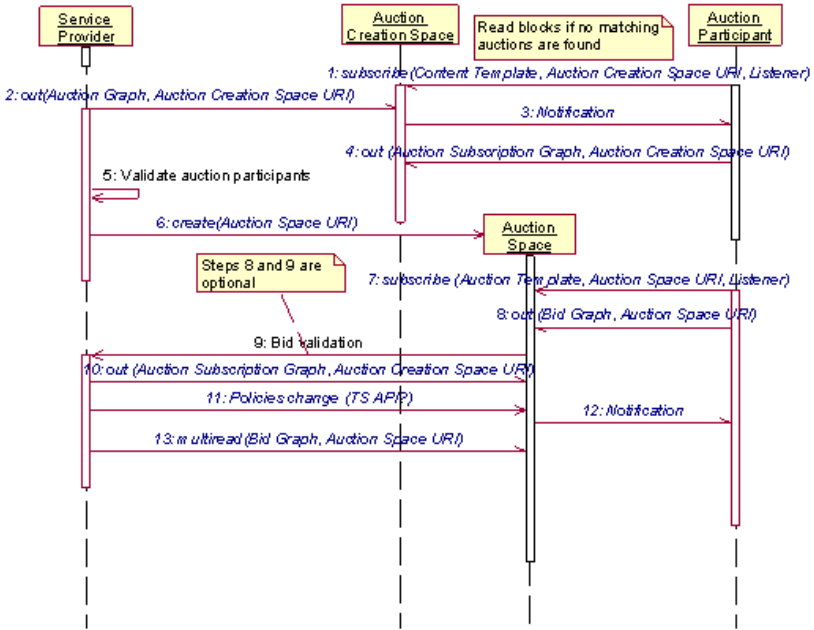 Service
Provider
Auction
Creation Space
Read blocks if no matching
auctions are found
Auction
Participant
1: subscribe(Content Template, Auction Creation Space URI, Listener)
2: out(Auction Graph, Auction Creation Space URI)
3: Notification
4: out (Auction Subscription Graph, Auction Creation Space URI)
5: Validate auction participants
6: create(Auction Space URI)
Auction
Space
Steps 8 and 9 are
optional
7: subscribe (Auction Template, Auction Space URI, Listener)
8: out (Bid Graph, Auction Space URI)
9: Bid validation
10: out (Auction Subscription Graph, Auction Creation Space URI)
11: Policies change (TS API?)
12: Notification
13: multiread(Bid Graph, Auction Space URI)